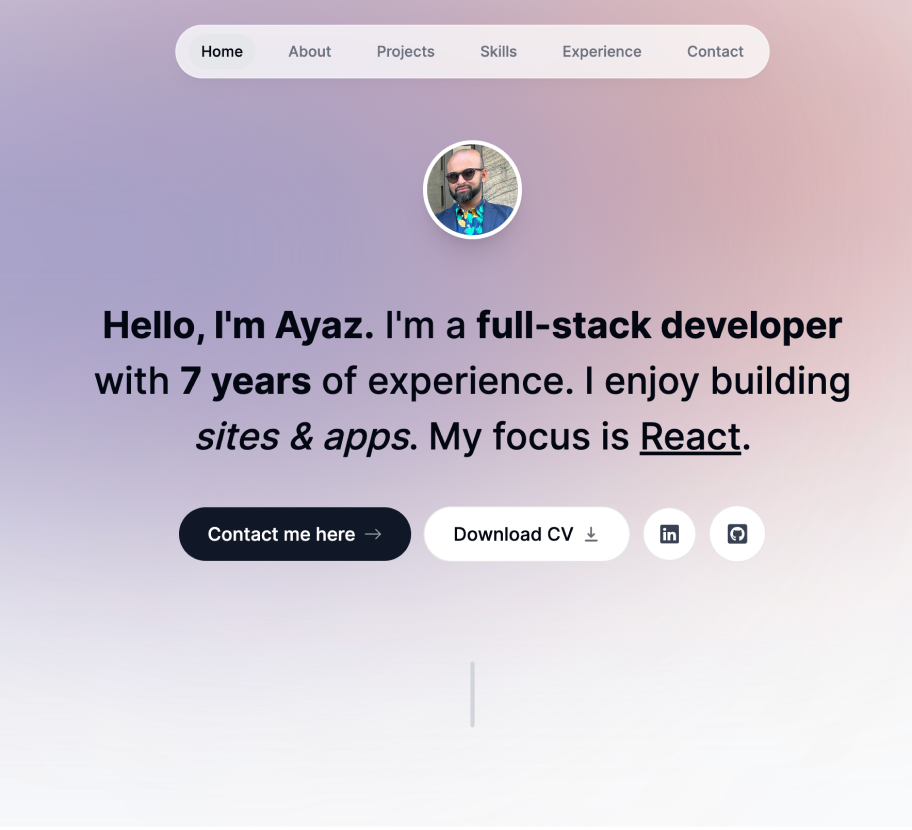 Home About Projects Skills Experience Contact
Hello, I'm Ayaz. I'm a full-stack developer
with 7 years of experience. I enjoy building
sites & apps. My focus is React.
Contact me here Download CV in